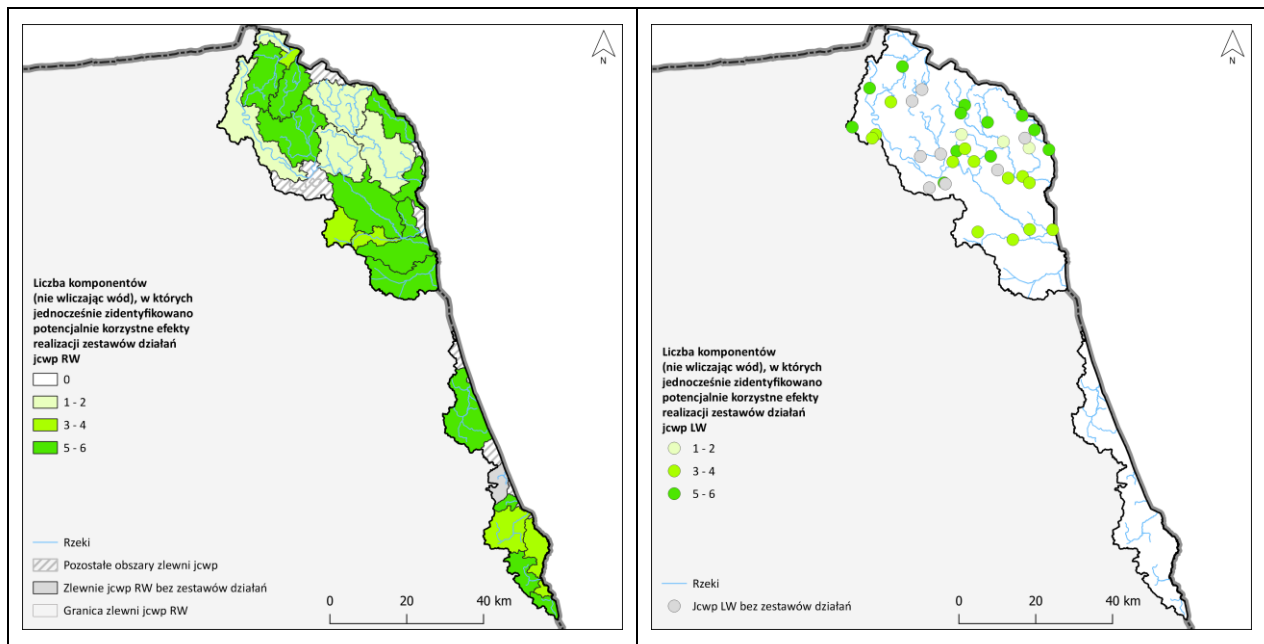 N
Liczba komponentów
(nie wliczając wód), w których
jednocześnie zidentyfikowano
potencjalnie korzystne efekty
realizacji zestawów działań
jcwp RW
0
1 - 2
3 - 4
5 - 6
Rzeki
Pozostałe obszary zlewni jcwp
Zlewnie jcwp RW bez zestawów działań
Granica zlewni jcwp RW
0 20 40 km
N
Liczba komponentów
(nie wliczając wód), w których
jednocześnie zidentyfikowano
potencjalnie korzystne efekty
realizacji zestawów działań
jcwp LW
1 - 2
3 - 4
5 - 6
Rzeki
Jcwp LW bez zestawów działań
0 20 40 km